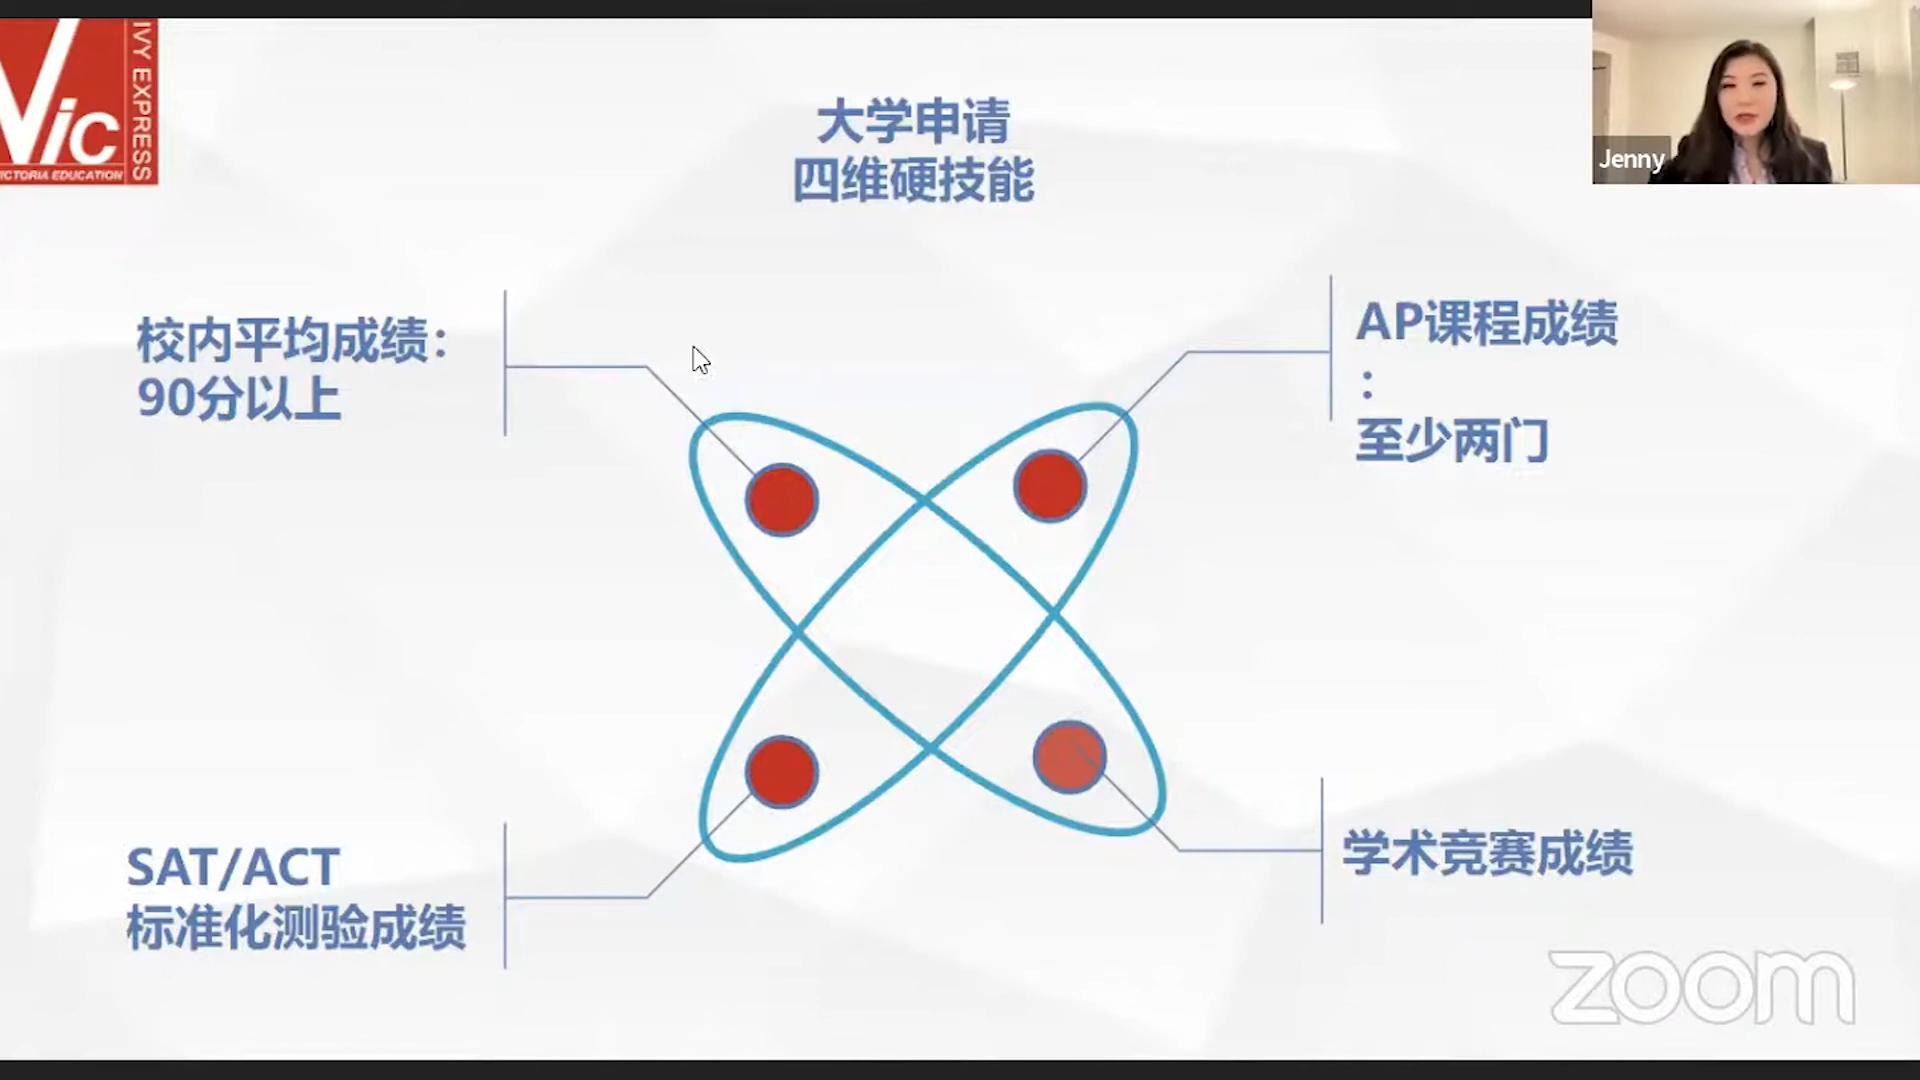 Vic
IVY EXPRESS
ICTORIA EDUCATION
Jenny
大学申请
四维硬技能
校内平均成绩：
90分以上
AP课程成绩
：
至少两门
SAT/ACT
标准化测验成绩
学术竞赛成绩
zoom